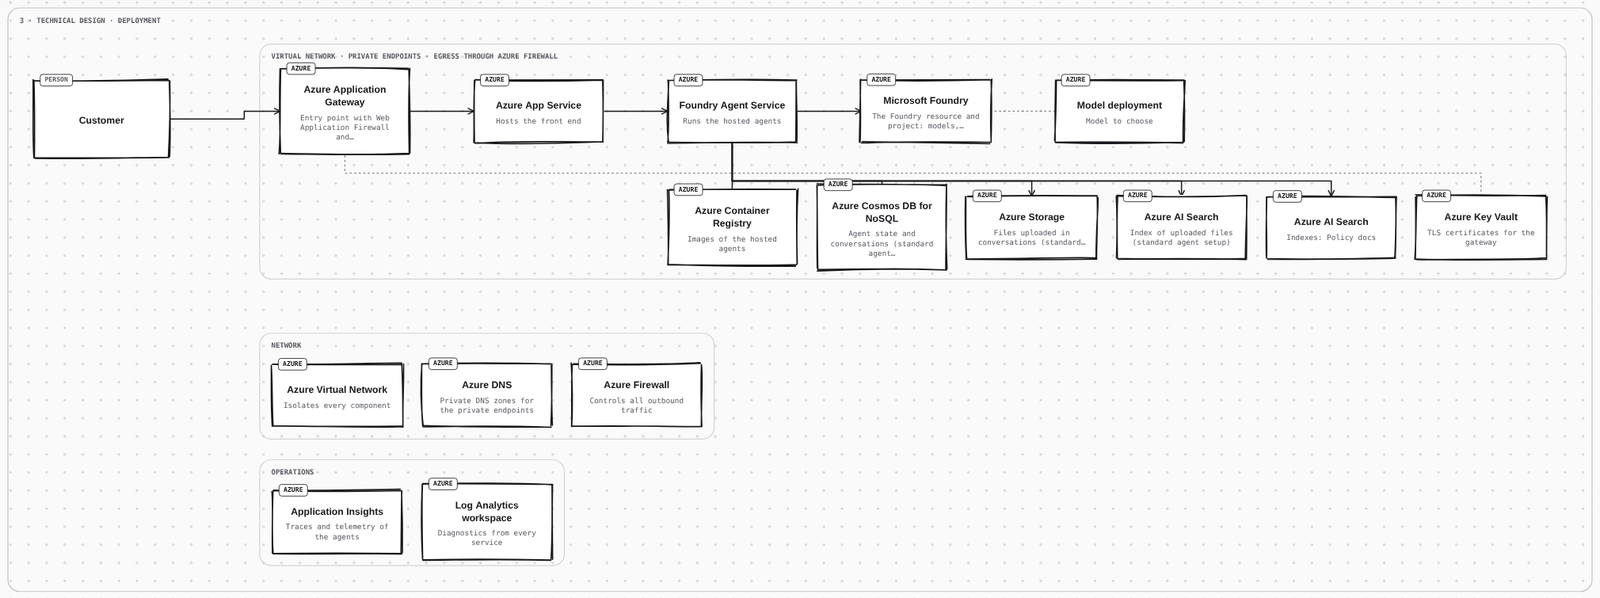 3 · TECHNICAL DESIGN · DEPLOYMENT
VIRTUAL NETWORK · PRIVATE ENDPOINTS · EGRESS THROUGH AZURE FIREWALL
PERSON
Customer
AZURE
Azure Application
Gateway
Entry point with Web
Application Firewall
and…
AZURE
Azure App Service
Hosts the front end
AZURE
Foundry Agent Service
Runs the hosted agents
AZURE
Microsoft Foundry
The Foundry resource and
project: models,…
AZURE
Model deployment
Model to choose
AZURE
Azure Container
Registry
Images of the hosted
agents
AZURE
Azure Cosmos DB for
NoSQL
Agent state and
conversations (standard
agent…
AZURE
Azure Storage
Files uploaded in
conversations (standard…
AZURE
Azure AI Search
Index of uploaded files
(standard agent setup)
AZURE
Azure AI Search
Indexes: Policy docs
AZURE
Azure Key Vault
TLS certificates for the
gateway
NETWORK
AZURE
Azure Virtual Network
Isolates every component
AZURE
Azure DNS
Private DNS zones for
the private endpoints
AZURE
Azure Firewall
Controls all outbound
traffic
OPERATIONS
AZURE
Application Insights
Traces and telemetry of
the agents
AZURE
Log Analytics
workspace
Diagnostics from every
service